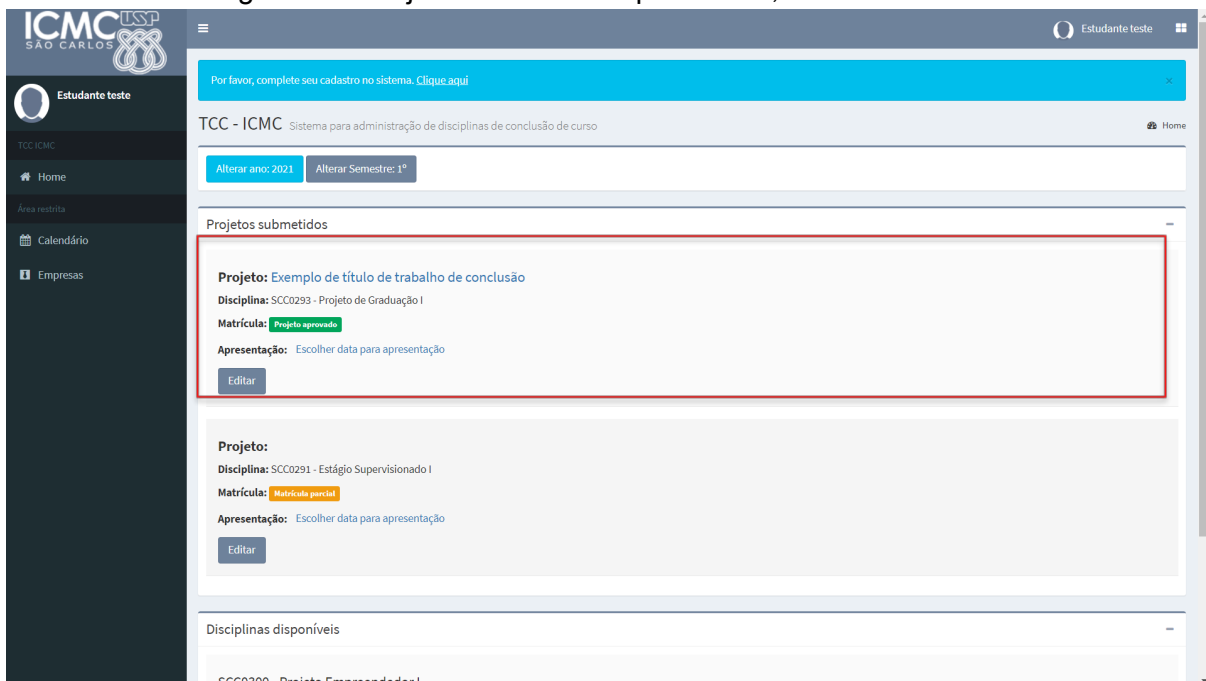 ICMC USP
SÃO CARLOS
Estudante teste
Estudante teste
TCC ICMC
Home
Área restrita
Calendário
Empresas
Por favor, complete seu cadastro no sistema. Clique aqui ×
TCC - ICMC Sistema para administração de disciplinas de conclusão de curso
Home
Alterar ano: 2021 Alterar Semestre: 1º
Projetos submetidos
Projeto: Exemplo de título de trabalho de conclusão
Disciplina: SCC0293 - Projeto de Graduação I
Matrícula: Projeto aprovado
Apresentação: Escolher data para apresentação
Editar
Projeto:
Disciplina: SCC0291 - Estágio Supervisionado I
Matrícula: Matrícula parcial
Apresentação: Escolher data para apresentação
Editar
Disciplinas disponíveis